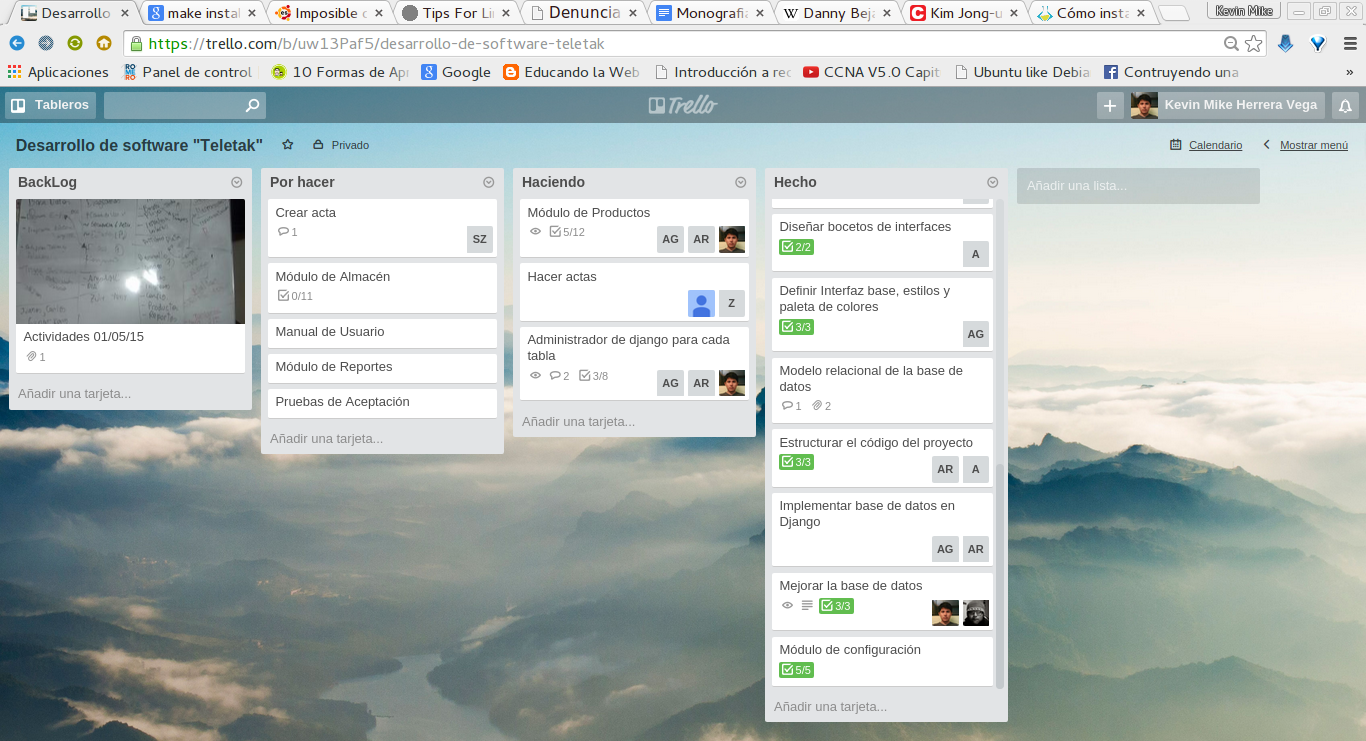 Desarrollo
make instal
Imposible
Tips For Li
Denuncia
Monografi
Danny Beja
Kim Jong-u
Cómo insta
Kevin Mike
https://trello.com/b/uw13Paf5/desarrollo-de-software-teletak
Aplicaciones
Panel de control
10 Formas de Apr
Google
Educando la Web
Introducción a rec
CCNA V5.0 Capit
Ubuntu like Debia
Contruyendo una
»
Tableros
Trello
Kevin Mike Herrera Vega
Desarrollo de software "Teletak"
Privado
Calendario
Mostrar menú
BackLog
Actividades 01/05/15
1
Añadir una tarjeta...
Por hacer
Crear acta
1
SZ
Módulo de Almacén
0/11
Manual de Usuario
Módulo de Reportes
Pruebas de Aceptación
Añadir una tarjeta...
Haciendo
Módulo de Productos
5/12
AG AR
Hacer actas
Z
Administrador de django para cada
tabla
2 3/8
AG AR
Añadir una tarjeta...
Hecho
Diseñar bocetos de interfaces
2/2
A
Definir Interfaz base, estilos y
paleta de colores
3/3
AG
Modelo relacional de la base de
datos
1 2
Estructurar el código del proyecto
3/3
AR A
Implementar base de datos en
Django
AG AR
Mejorar la base de datos
3/3
Módulo de configuración
5/5
Añadir una tarjeta...
Añadir una lista...